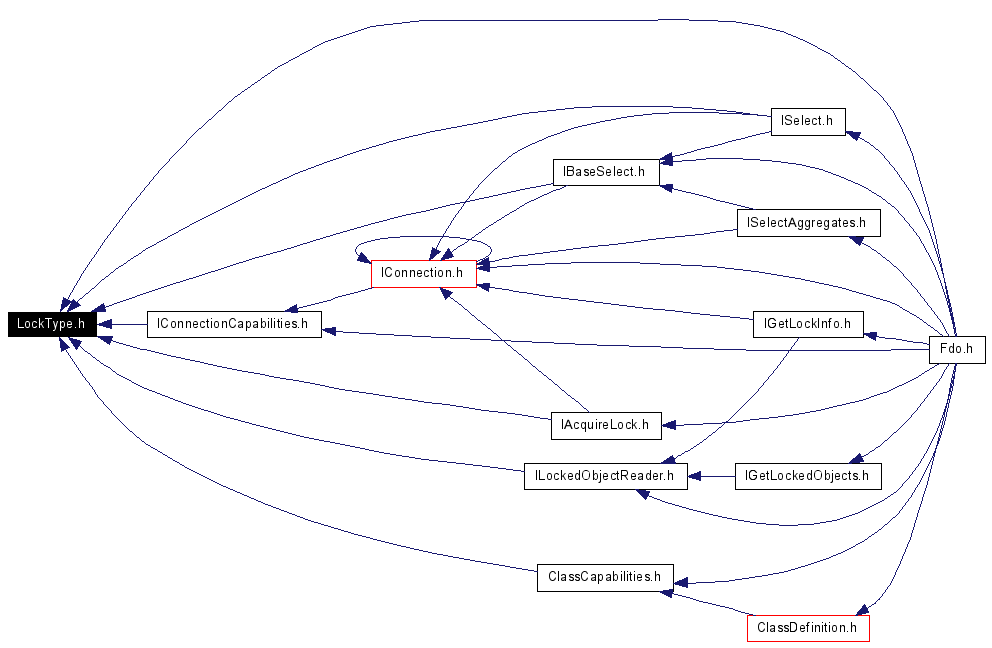 ISelect.h
IBaseSelect.h
ISelectAggregates.h
IConnection.h
LockType.h
IConnectionCapabilities.h
IGetLockInfo.h
Fdo.h
IAcquireLock.h
ILockedObjectReader.h
IGetLockedObjects.h
ClassCapabilities.h
ClassDefinition.h